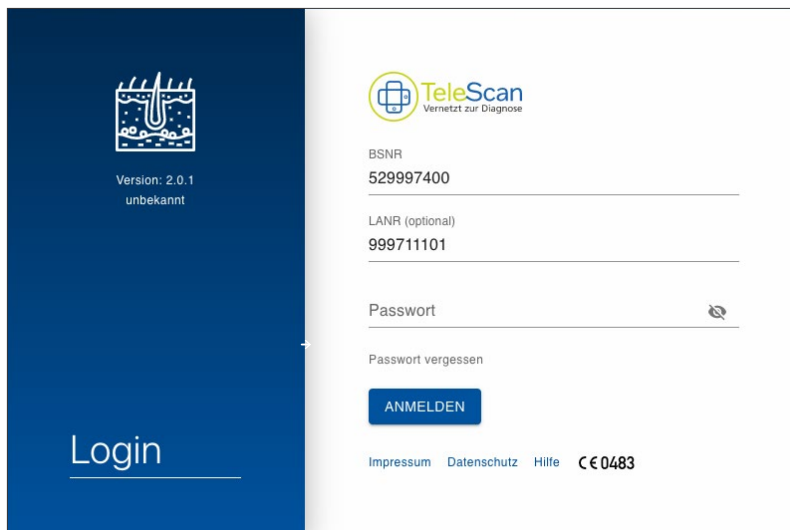 Version: 2.0.1
unbekannt
Login
TeleScan
Vernetzt zur Diagnose
BSNR
529997400
LANR (optional)
999711101
Passwort
Passwort vergessen
ANMELDEN
Impressum Datenschutz Hilfe CE 0483